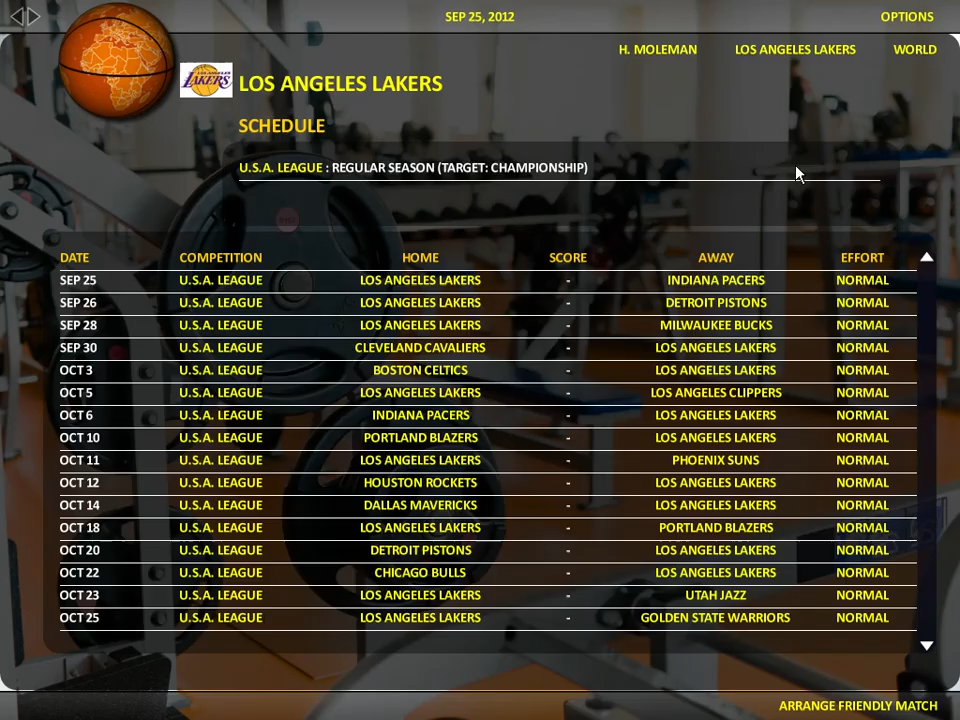 SEP 25, 2012 OPTIONS
H. MOLEMAN LOS ANGELES LAKERS WORLD
LAKERS LOS ANGELES LAKERS
SCHEDULE
U.S.A. LEAGUE : REGULAR SEASON (TARGET: CHAMPIONSHIP)
DATE COMPETITION HOME SCORE AWAY EFFORT
SEP 25 U.S.A. LEAGUE LOS ANGELES LAKERS - INDIANA PACERS NORMAL
SEP 26 U.S.A. LEAGUE LOS ANGELES LAKERS - DETROIT PISTONS NORMAL
SEP 28 U.S.A. LEAGUE LOS ANGELES LAKERS - MILWAUKEE BUCKS NORMAL
SEP 30 U.S.A. LEAGUE CLEVELAND CAVALIERS - LOS ANGELES LAKERS NORMAL
OCT 3 U.S.A. LEAGUE BOSTON CELTICS - LOS ANGELES LAKERS NORMAL
OCT 5 U.S.A. LEAGUE LOS ANGELES LAKERS - LOS ANGELES CLIPPERS NORMAL
OCT 6 U.S.A. LEAGUE INDIANA PACERS - LOS ANGELES LAKERS NORMAL
OCT 10 U.S.A. LEAGUE PORTLAND BLAZERS - LOS ANGELES LAKERS NORMAL
OCT 11 U.S.A. LEAGUE LOS ANGELES LAKERS - PHOENIX SUNS NORMAL
OCT 12 U.S.A. LEAGUE HOUSTON ROCKETS - LOS ANGELES LAKERS NORMAL
OCT 14 U.S.A. LEAGUE DALLAS MAVERICKS - LOS ANGELES LAKERS NORMAL
OCT 18 U.S.A. LEAGUE LOS ANGELES LAKERS - PORTLAND BLAZERS NORMAL
OCT 20 U.S.A. LEAGUE DETROIT PISTONS - LOS ANGELES LAKERS NORMAL
OCT 22 U.S.A. LEAGUE CHICAGO BULLS - LOS ANGELES LAKERS NORMAL
OCT 23 U.S.A. LEAGUE LOS ANGELES LAKERS - UTAH JAZZ NORMAL
OCT 25 U.S.A. LEAGUE LOS ANGELES LAKERS - GOLDEN STATE WARRIORS NORMAL
ARRANGE FRIENDLY MATCH